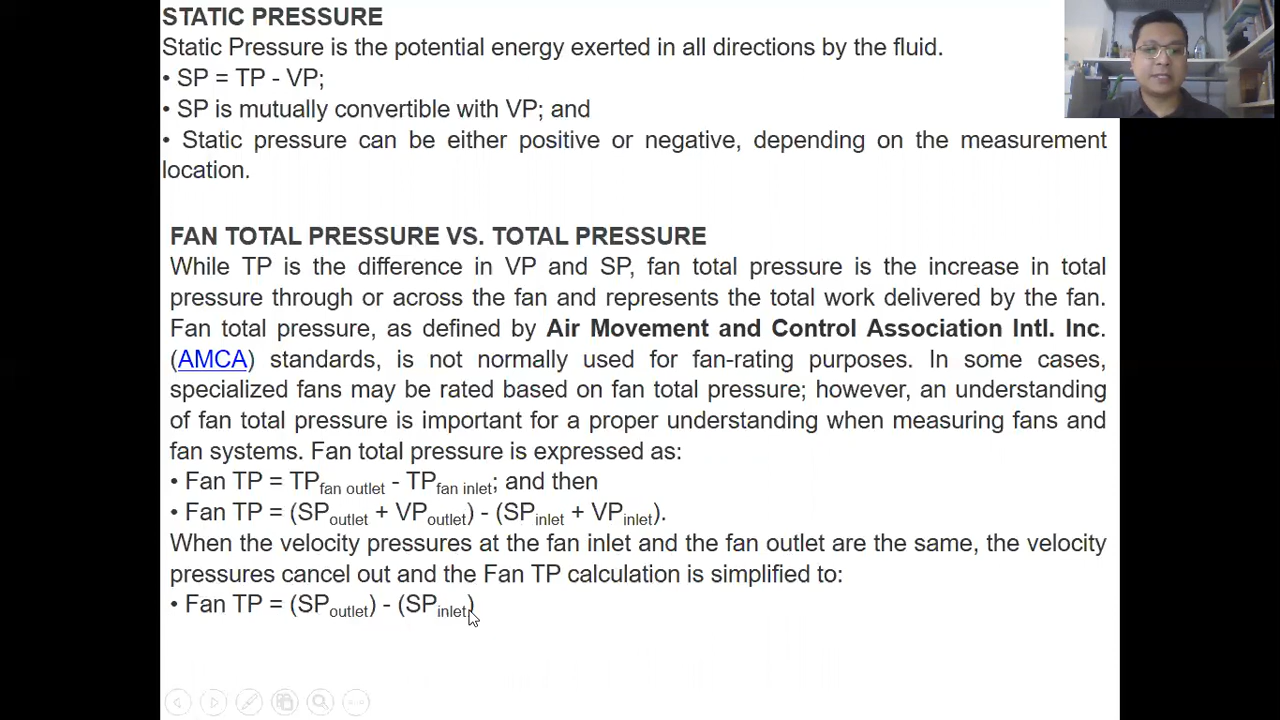 STATIC PRESSURE
Static Pressure is the potential energy exerted in all directions by the fluid.
• SP = TP - VP;
• SP is mutually convertible with VP; and
• Static pressure can be either positive or negative, depending on the measurement
location.
FAN TOTAL PRESSURE VS. TOTAL PRESSURE
While TP is the difference in VP and SP, fan total pressure is the increase in total
pressure through or across the fan and represents the total work delivered by the fan.
Fan total pressure, as defined by Air Movement and Control Association Intl. Inc.
(AMCA) standards, is not normally used for fan-rating purposes. In some cases,
specialized fans may be rated based on fan total pressure; however, an understanding
of fan total pressure is important for a proper understanding when measuring fans and
fan systems. Fan total pressure is expressed as:
• Fan TP = TPfan outlet - TPfan inlet; and then
• Fan TP = (SPoutlet + VPoutlet) - (SPinlet + VPinlet).
When the velocity pressures at the fan inlet and the fan outlet are the same, the velocity
pressures cancel out and the Fan TP calculation is simplified to:
• Fan TP = (SPoutlet) - (SPinlet)